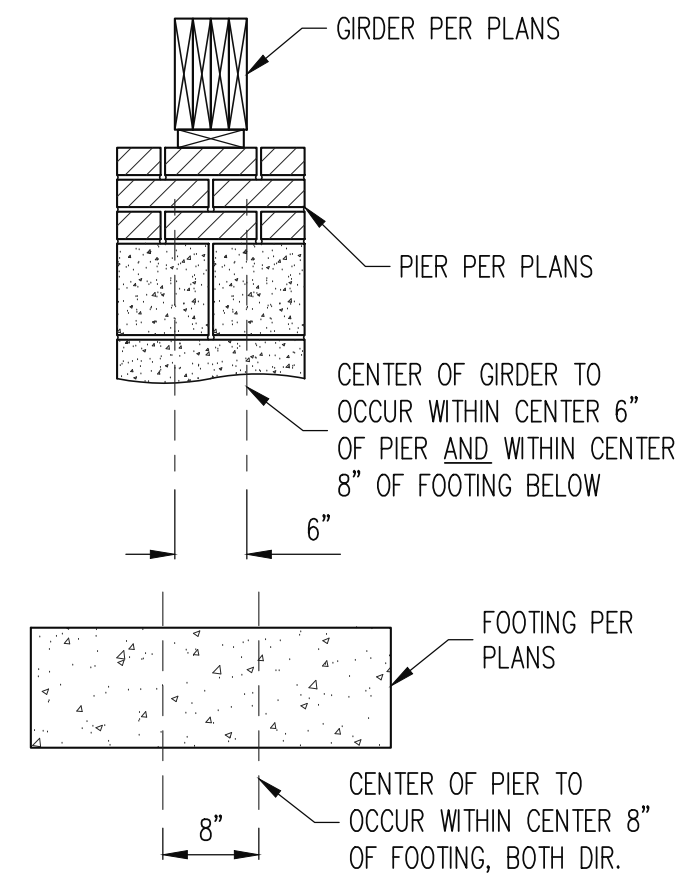 GIRDER PER PLANS
PIER PER PLANS
CENTER OF GIRDER TO
OCCUR WITHIN CENTER 6”
OF PIER AND WITHIN CENTER
8” OF FOOTING BELOW
6”
FOOTING PER
PLANS
CENTER OF PIER TO
OCCUR WITHIN CENTER 8”
OF FOOTING, BOTH DIR.
8”